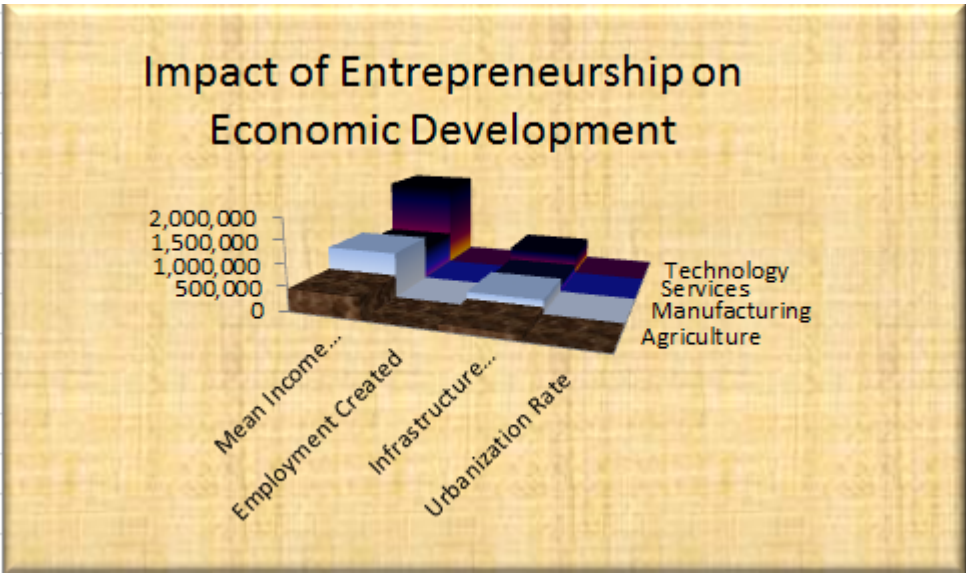 Impact of Entrepreneurship on
Economic Development
2,000,000
1,500,000
1,000,000
500,000
0
Technology
Services
Manufacturing
Agriculture
Mean Income...
Employment Created
Infrastructure...
Urbanization Rate